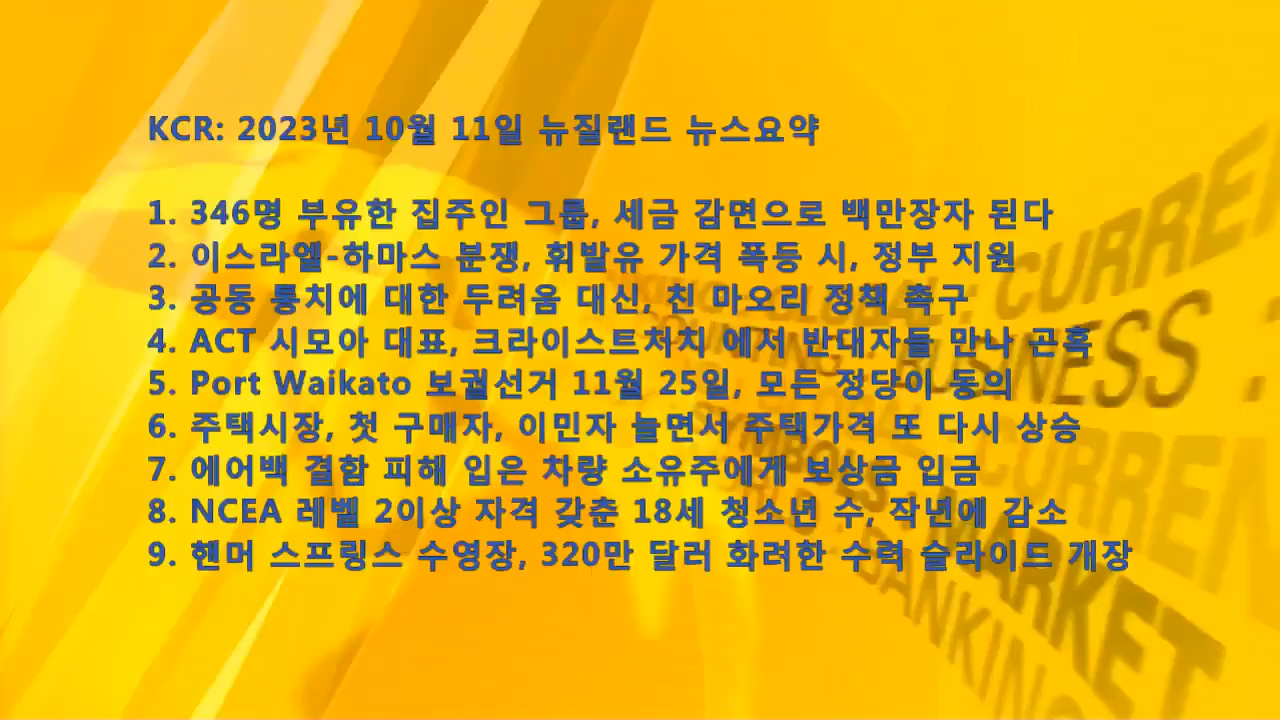 KCR: 2023년 10월 11일 뉴질랜드 뉴스요약
1. 346명 부유한 집주인 그룹, 세금 감면으로 백만장자 된다
2. 이스라엘-하마스 분쟁, 휘발유 가격 폭등 시, 정부 지원
3. 공동 통치에 대한 두려움 대신, 친 마오리 정책 촉구
4. ACT 시모아 대표, 크라이스트처치 에서 반대자들 만나 곤혹
5. Port Waikato 보궐선거 11월 25일, 모든 정당이 동의
6. 주택시장, 첫 구매자, 이민자 늘면서 주택가격 또 다시 상승
7. 에어백 결함 피해 입은 차량 소유주에게 보상금 입금
8. NCEA 레벨 2이상 자격 갖춘 18세 청소년 수, 작년에 감소
9. 핸머 스프링스 수영장, 320만 달러 화려한 수력 슬라이드 개장
CURREN
BUSINESS :
CURREN
SYMBOLS : MARKET
BANKING